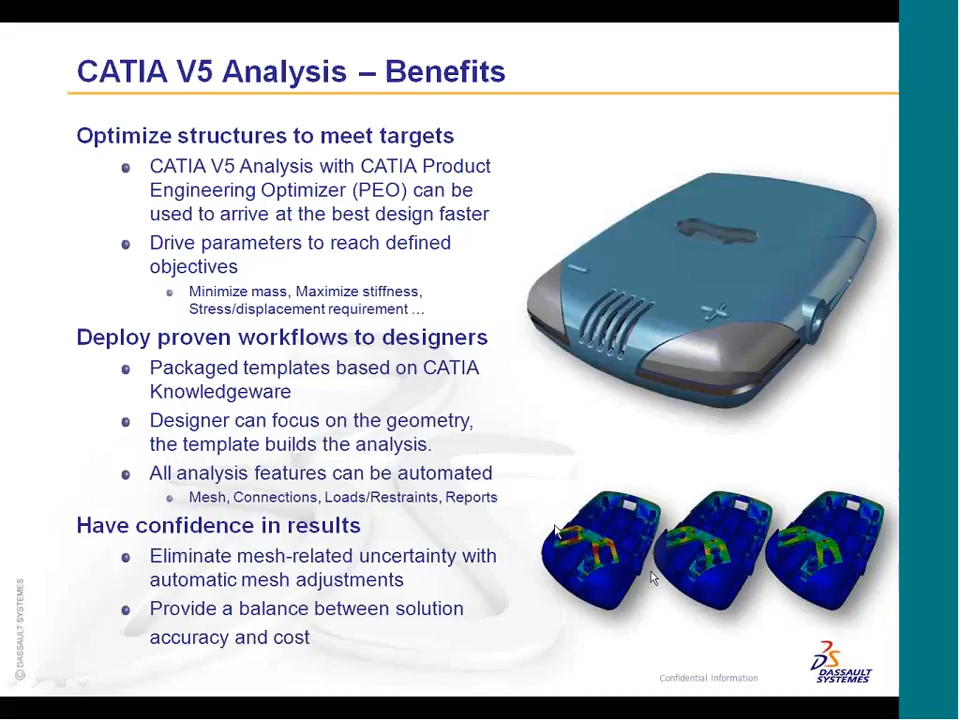 CATIA V5 Analysis – Benefits
Optimize structures to meet targets
CATIA V5 Analysis with CATIA Product
Engineering Optimizer (PEO) can be
used to arrive at the best design faster
Drive parameters to reach defined
objectives
Minimize mass, Maximize stiffness,
Stress/displacement requirement ...
Deploy proven workflows to designers
Packaged templates based on CATIA
Knowledgeware
Designer can focus on the geometry,
the template builds the analysis.
All analysis features can be automated
Mesh, Connections, Loads/Restraints, Reports
Have confidence in results
Eliminate mesh-related uncertainty with
automatic mesh adjustments
Provide a balance between solution
accuracy and cost
© DASSAULT SYSTEMES
Confidential Information
DASSAULT
SYSTEMES